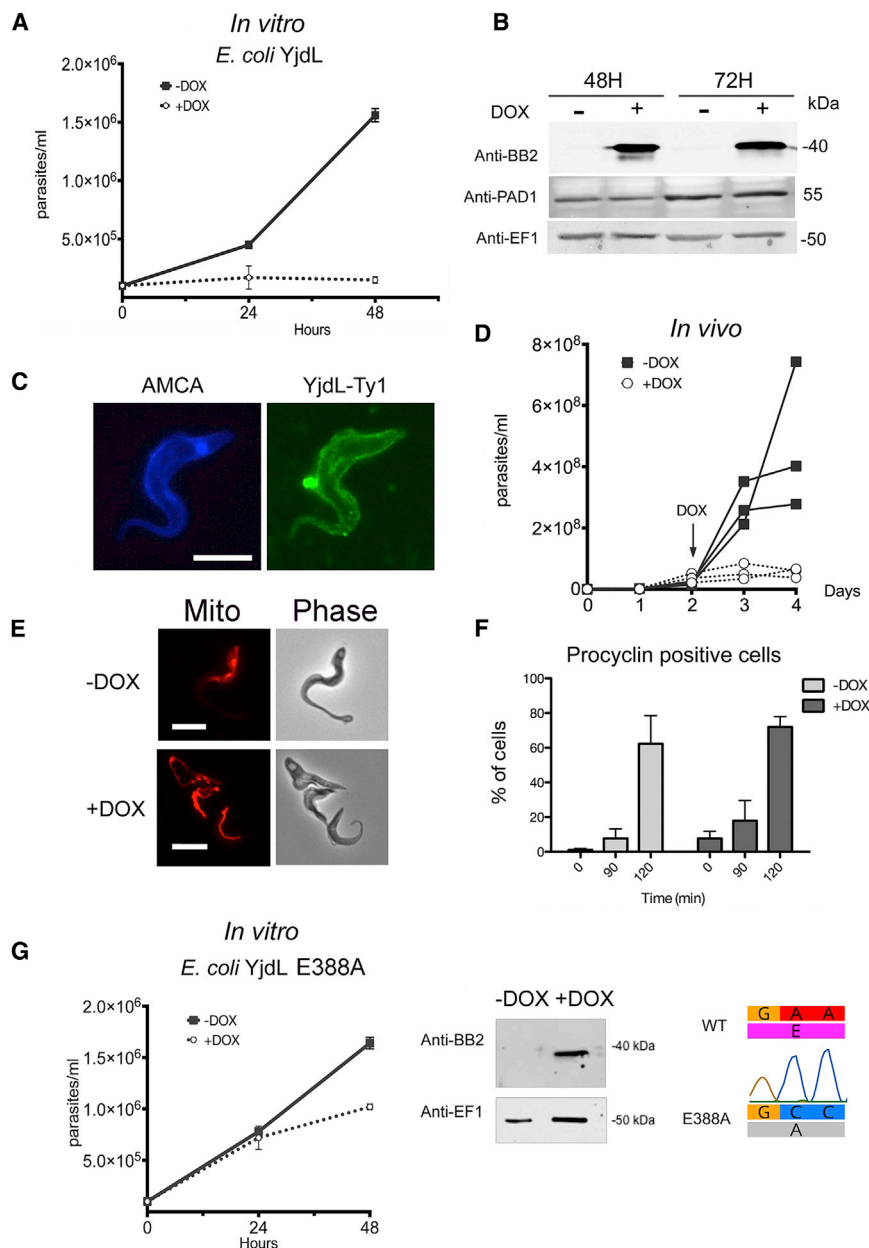 A
In vitro
E. coli YjdL
2.0×10⁶
1.5×10⁶
1.0×10⁶
5.0×10⁵
parasites/ml
-DOX
+DOX
0 24 48
Hours
B
48H 72H
kDa
DOX - + - +
Anti-BB2 -40
Anti-PAD1 55
Anti-EF1 -50
C
AMCA YjdL-Ty1
D
In vivo
8×10⁸
6×10⁸
4×10⁸
2×10⁸
0
parasites/ml
-DOX
+DOX
DOX
0 1 2 3 4 Days
E
Mito Phase
-DOX
+DOX
F
Procyclin positive cells
-DOX
+DOX
% of cells
100
80
60
40
20
0
0 90 120 0 90 120
Time (min)
G
In vitro
E. coli YjdL E388A
2.0×10⁶
1.5×10⁶
1.0×10⁶
5.0×10⁵
parasites/ml
-DOX
+DOX
0 24 48
Hours
-DOX +DOX
Anti-BB2 -40 kDa
Anti-EF1 -50 kDa
WT G A A
E
E388A G C C
A